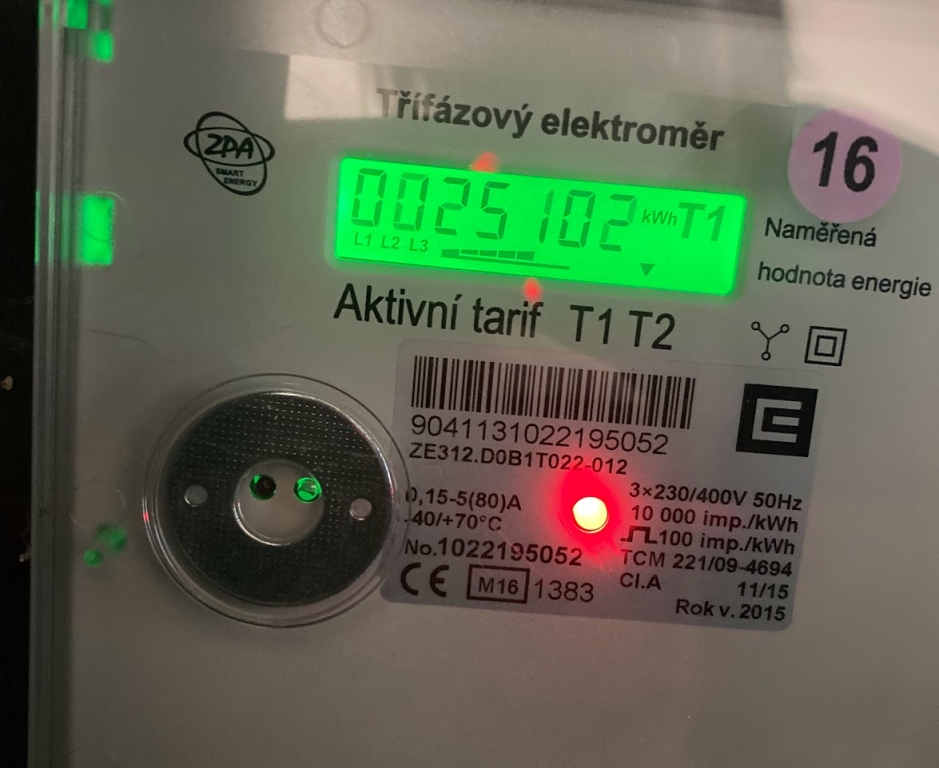 Třífázový elektroměr
16
ZPA
SMART
ENERGY
0025102 kWh T1
L1 L2 L3
Naměřená
hodnota energie
Aktivní tarif T1 T2
9041131022195052
ZE312.D0B1T022-012
0,15-5(80)A
-40/+70°C
No.1022195052
CE M16 1383
3×230/400V 50Hz
10 000 imp./kWh
100 imp./kWh
TCM 221/09-4694
Cl.A 11/15
Rok v. 2015